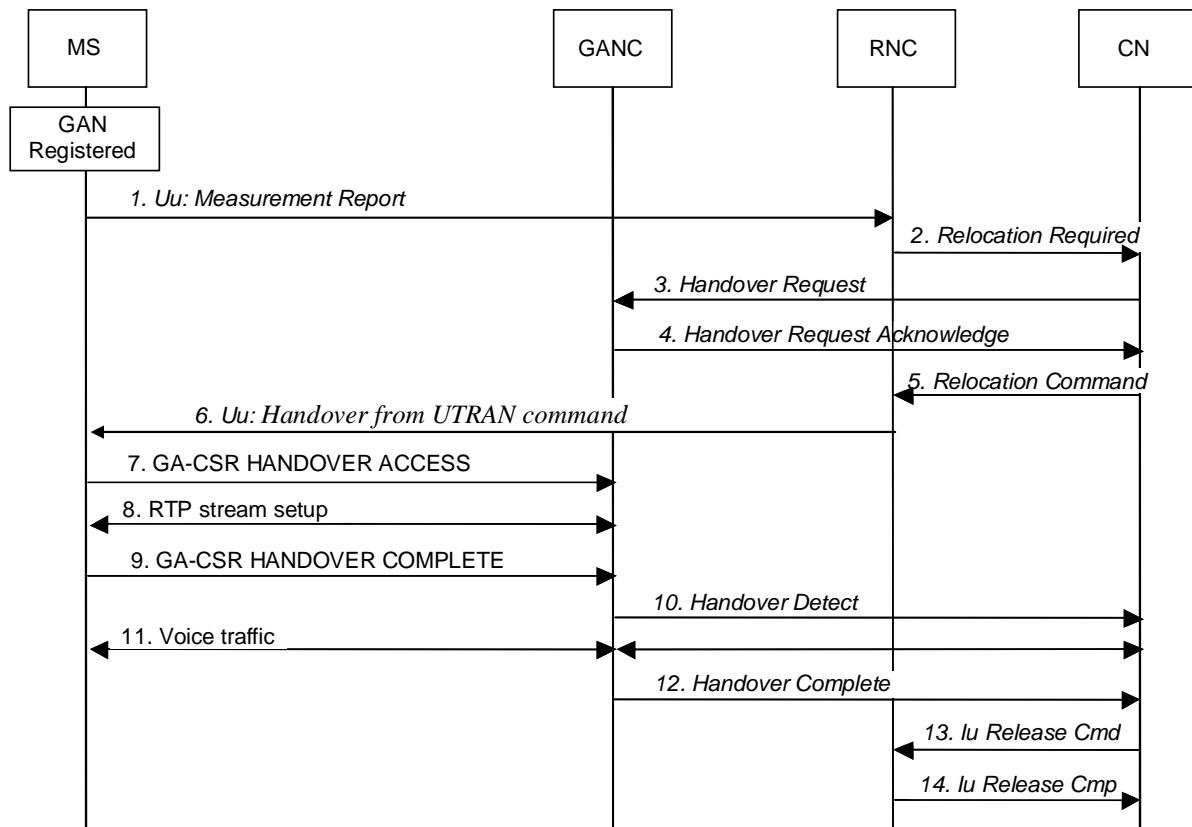 MS
GANC
RNC
CN
GAN
Registered
1. Uu: Measurement Report
2. Relocation Required
3. Handover Request
4. Handover Request Acknowledge
5. Relocation Command
6. Uu: Handover from UTRAN command
7. GA-CSR HANDOVER ACCESS
8. RTP stream setup
9. GA-CSR HANDOVER COMPLETE
10. Handover Detect
11. Voice traffic
12. Handover Complete
13. Iu Release Cmd
14. Iu Release Cmp